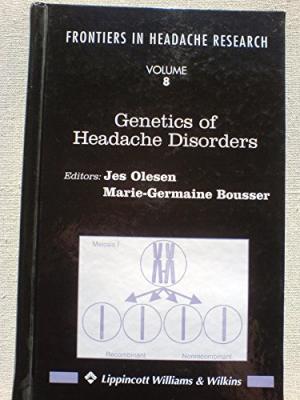 FRONTIERS IN HEADACHE RESEARCH
VOLUME
8
Genetics of
Headache Disorders
Editors: Jes Olesen
Marie-Germaine Bousser
Meiosis I
Recombinant
Nonrecombinant
Lippincott Williams & Wilkins